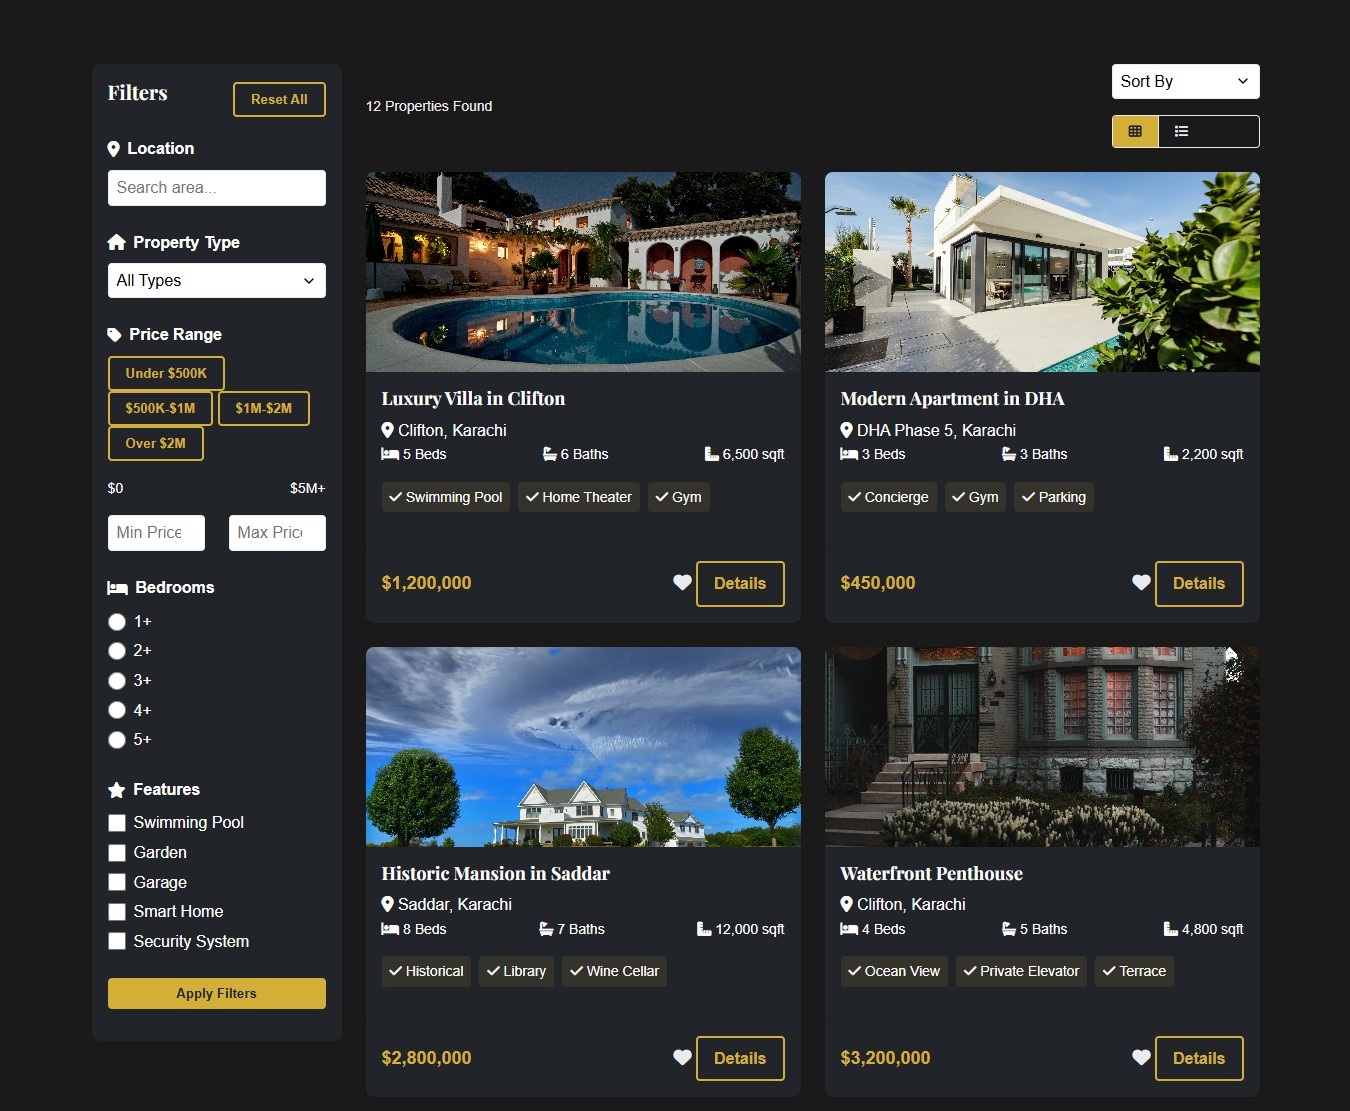 Filters
Reset All
Location
Search area...
Property Type
All Types
Price Range
Under $500K
$500K-$1M
$1M-$2M
Over $2M
$0
$5M+
Min Price
Max Pric
Bedrooms
1+
2+
3+
4+
5+
Features
Swimming Pool
Garden
Garage
Smart Home
Security System
Apply Filters
12 Properties Found
Sort By
Luxury Villa in Clifton
Clifton, Karachi
5 Beds
6 Baths
6,500 sqft
Swimming Pool
Home Theater
Gym
$1,200,000
Details
Modern Apartment in DHA
DHA Phase 5, Karachi
3 Beds
3 Baths
2,200 sqft
Concierge
Gym
Parking
$450,000
Details
Historic Mansion in Saddar
Saddar, Karachi
8 Beds
7 Baths
12,000 sqft
Historical
Library
Wine Cellar
$2,800,000
Details
Waterfront Penthouse
Clifton, Karachi
4 Beds
5 Baths
4,800 sqft
Ocean View
Private Elevator
Terrace
$3,200,000
Details